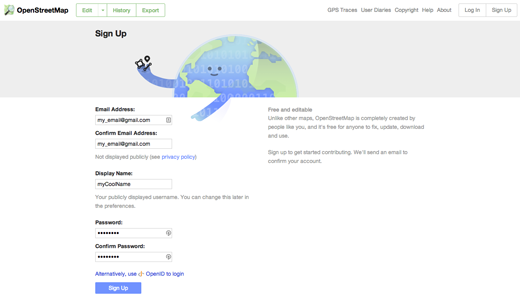 OpenStreetMap Edit History Export GPS Traces User Diaries Copyright Help About Log In Sign Up
Sign Up
Email Address:
my_email@gmail.com
Confirm Email Address:
my_email@gmail.com
Not displayed publicly (see privacy policy)
Display Name:
myCoolName
Your publicly displayed username. You can change this later in
the preferences.
Password:
••••••••
Confirm Password:
••••••••
Alternatively, use OpenID to login
Sign Up
Free and editable
Unlike other maps, OpenStreetMap is completely created by
people like you, and it's free for anyone to fix, update, download
and use.
Sign up to get started contributing. We'll send an email to
confirm your account.